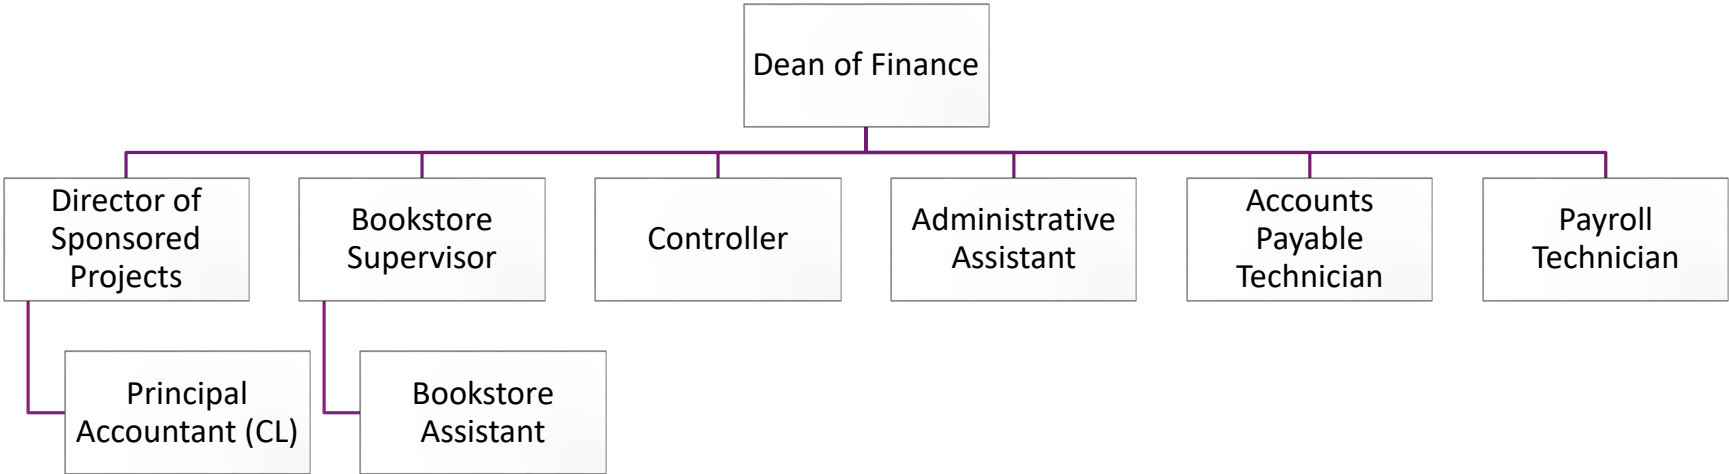 Dean of Finance
Director of
Sponsored
Projects
Bookstore
Supervisor
Controller
Administrative
Assistant
Accounts
Payable
Technician
Payroll
Technician
Principal
Accountant (CL)
Bookstore
Assistant